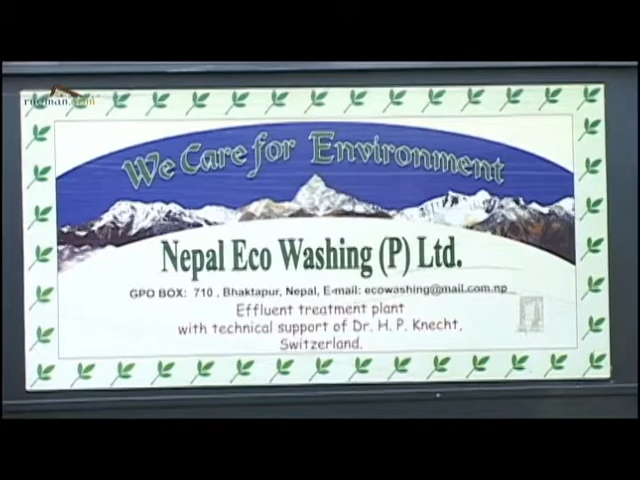 We Care for Environment
Nepal Eco Washing (P) Ltd.
GPO BOX: 710, Bhaktapur, Nepal, E-mail: ecowashing@mail.com.np
Effluent treatment plant
with technical support of Dr. H. P. Knecht,
Switzerland.